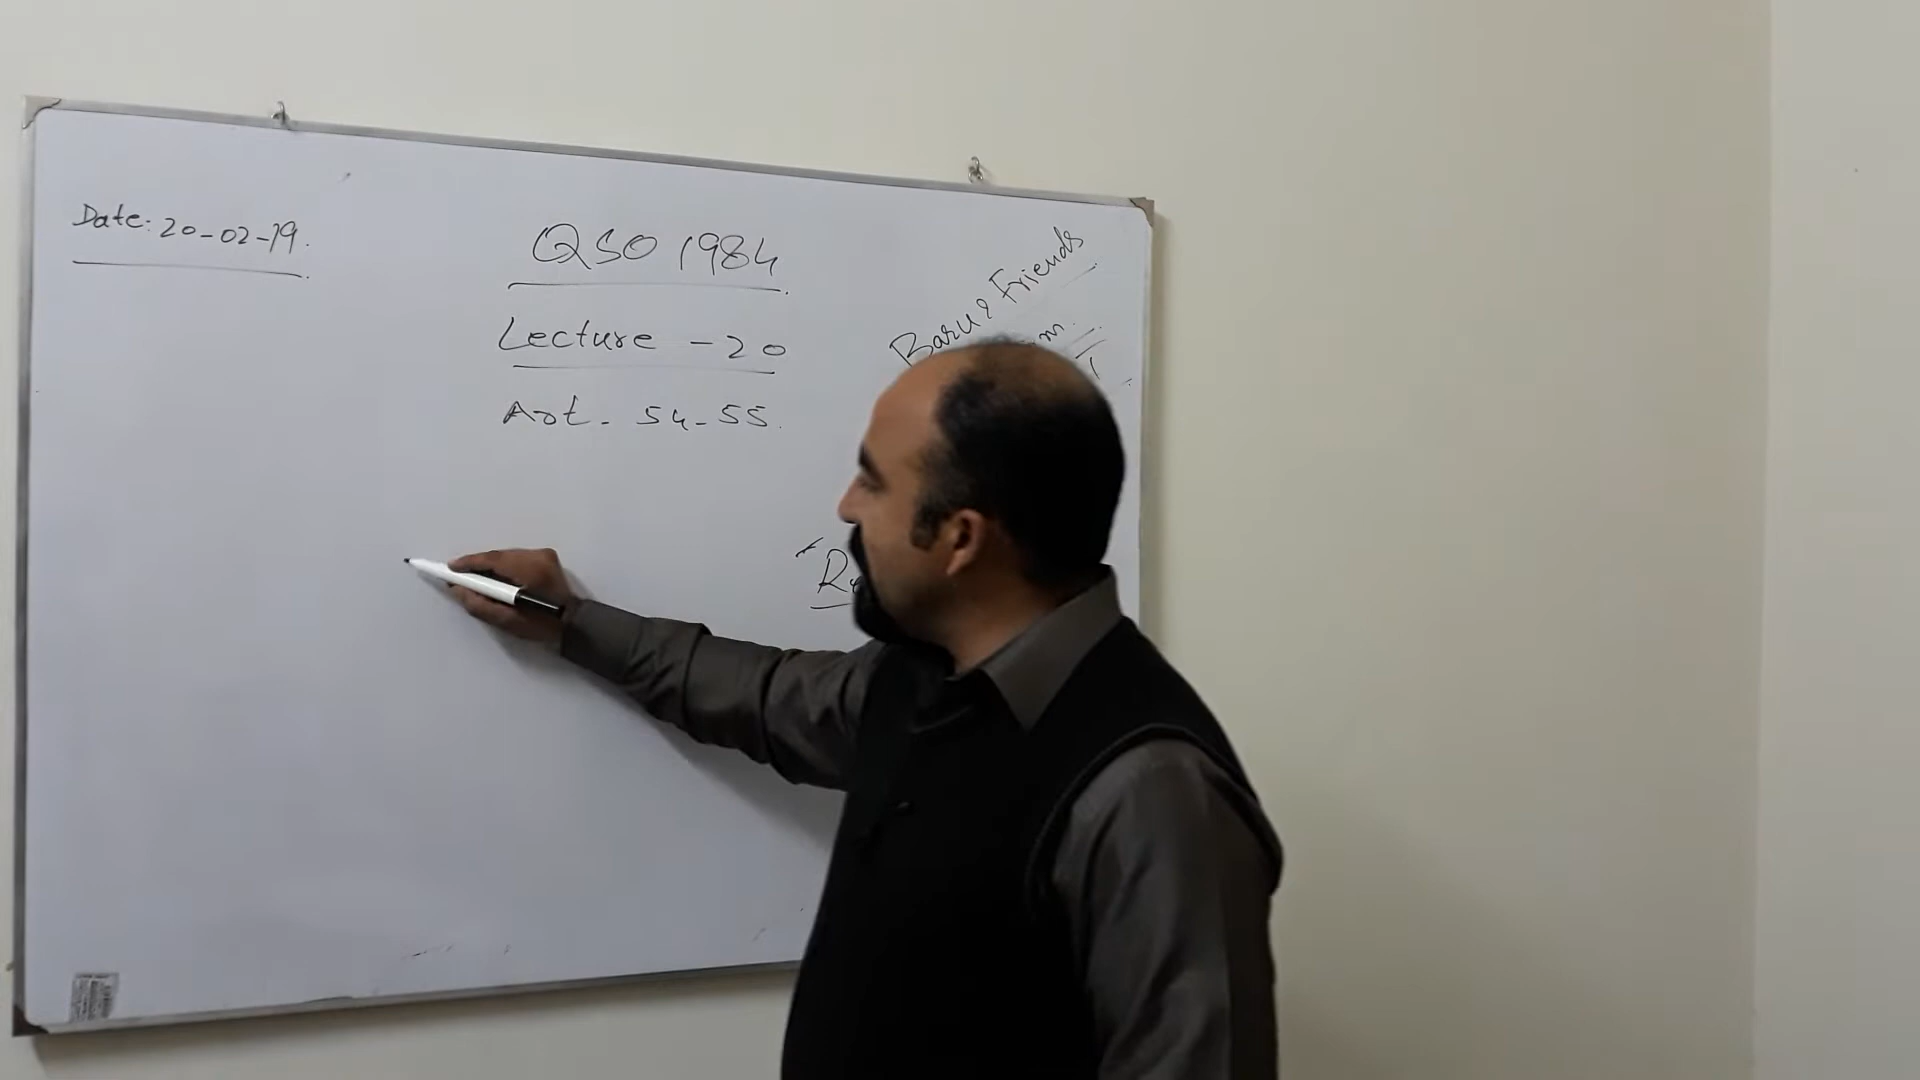 Date: 20-02-19.
QSO 1984
Lecture - 20
Art - 54-55.
Baru & Friends